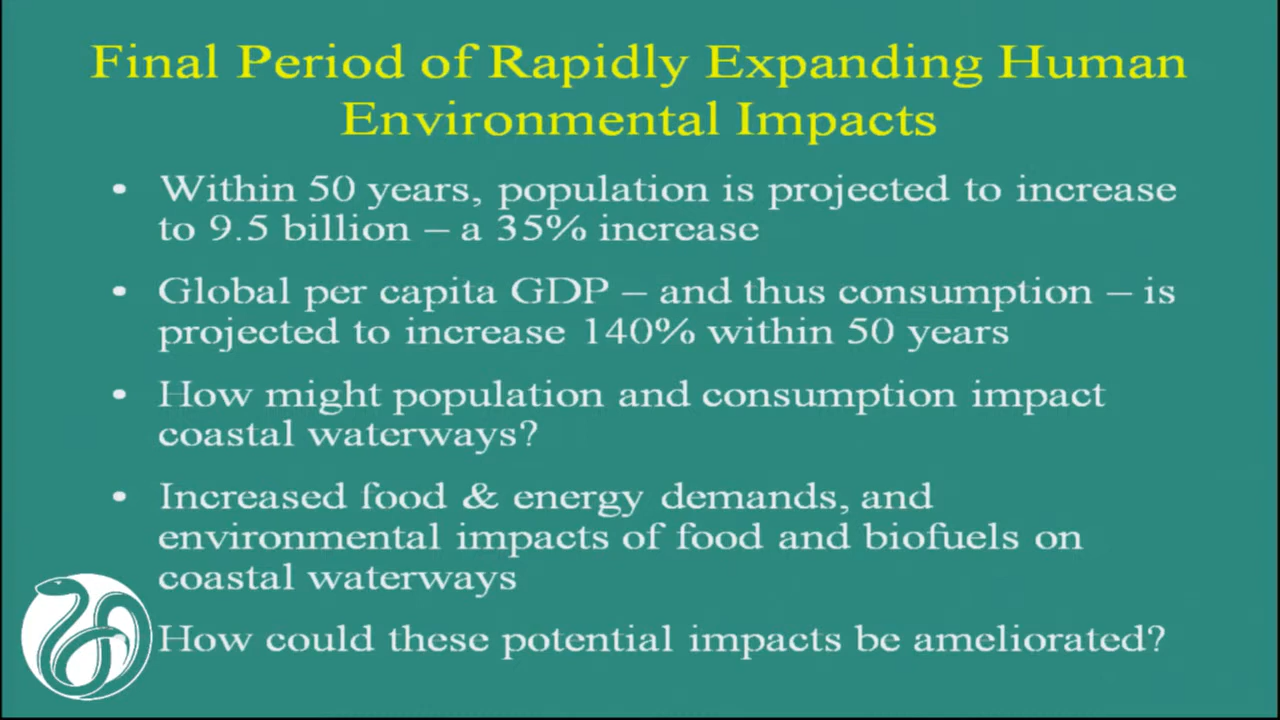 Final Period of Rapidly Expanding Human
Environmental Impacts
• Within 50 years, population is projected to increase
to 9.5 billion – a 35% increase
• Global per capita GDP – and thus consumption – is
projected to increase 140% within 50 years
• How might population and consumption impact
coastal waterways?
• Increased food & energy demands, and
environmental impacts of food and biofuels on
coastal waterways
How could these potential impacts be ameliorated?